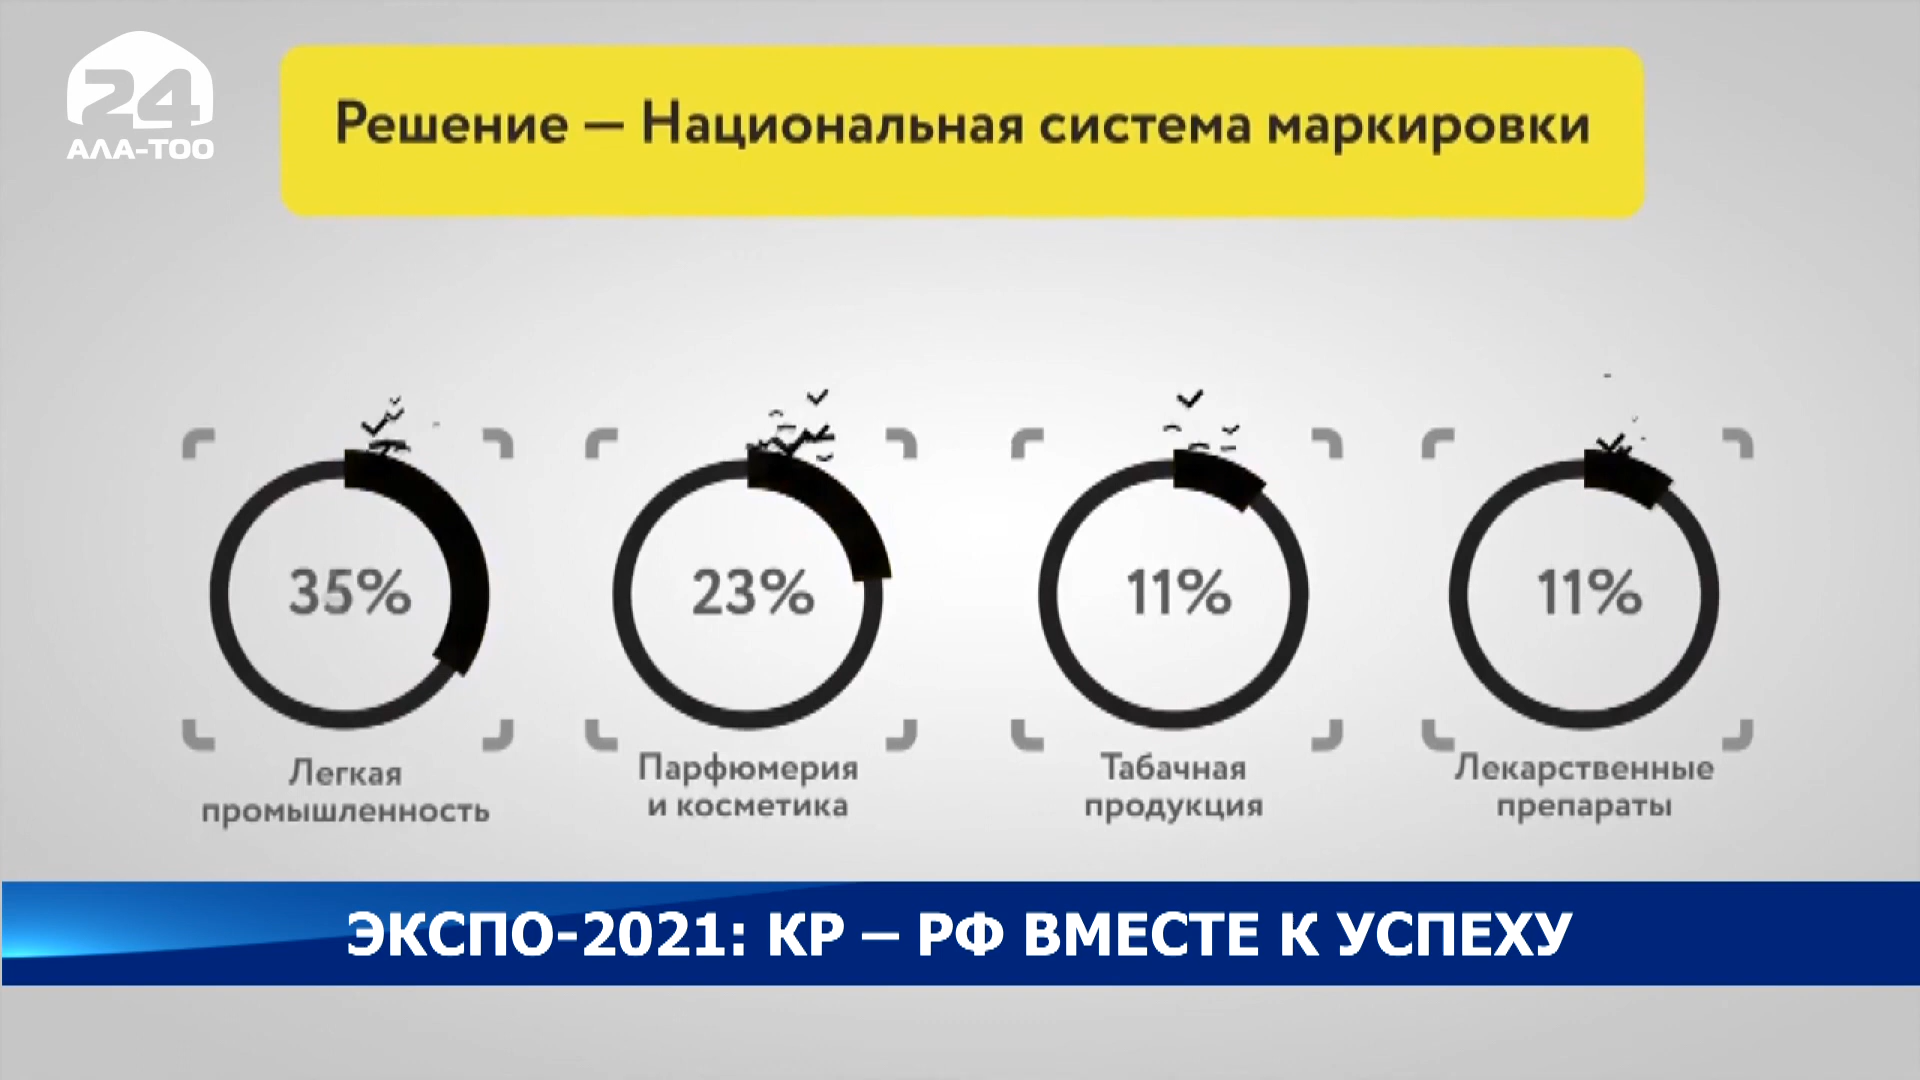 24
АЛА-ТОО
Решение — Национальная система маркировки
35%
23%
11%
11%
Легкая
промышленность
Парфюмерия
и косметика
Табачная
продукция
Лекарственные
препараты
ЭКСПО-2021: КР – РФ ВМЕСТЕ К УСПЕХУ